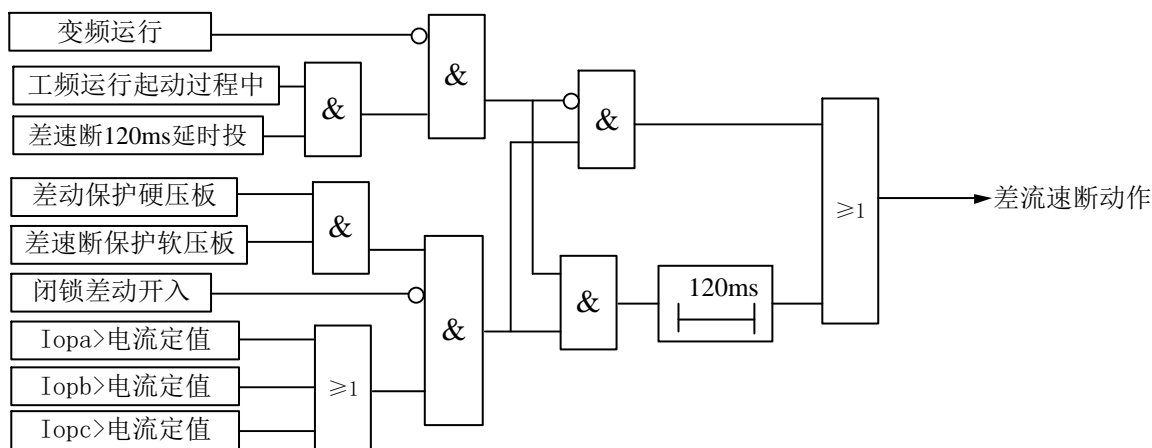 变频运行
工频运行起动过程中
差速断120ms延时投
&
&
&
差动保护硬压板
差速断保护软压板
闭锁差动开入
&
&
&
120ms
≥1
差流速断动作
Iopa>电流定值
Iopb>电流定值
Iopc>电流定值
≥1